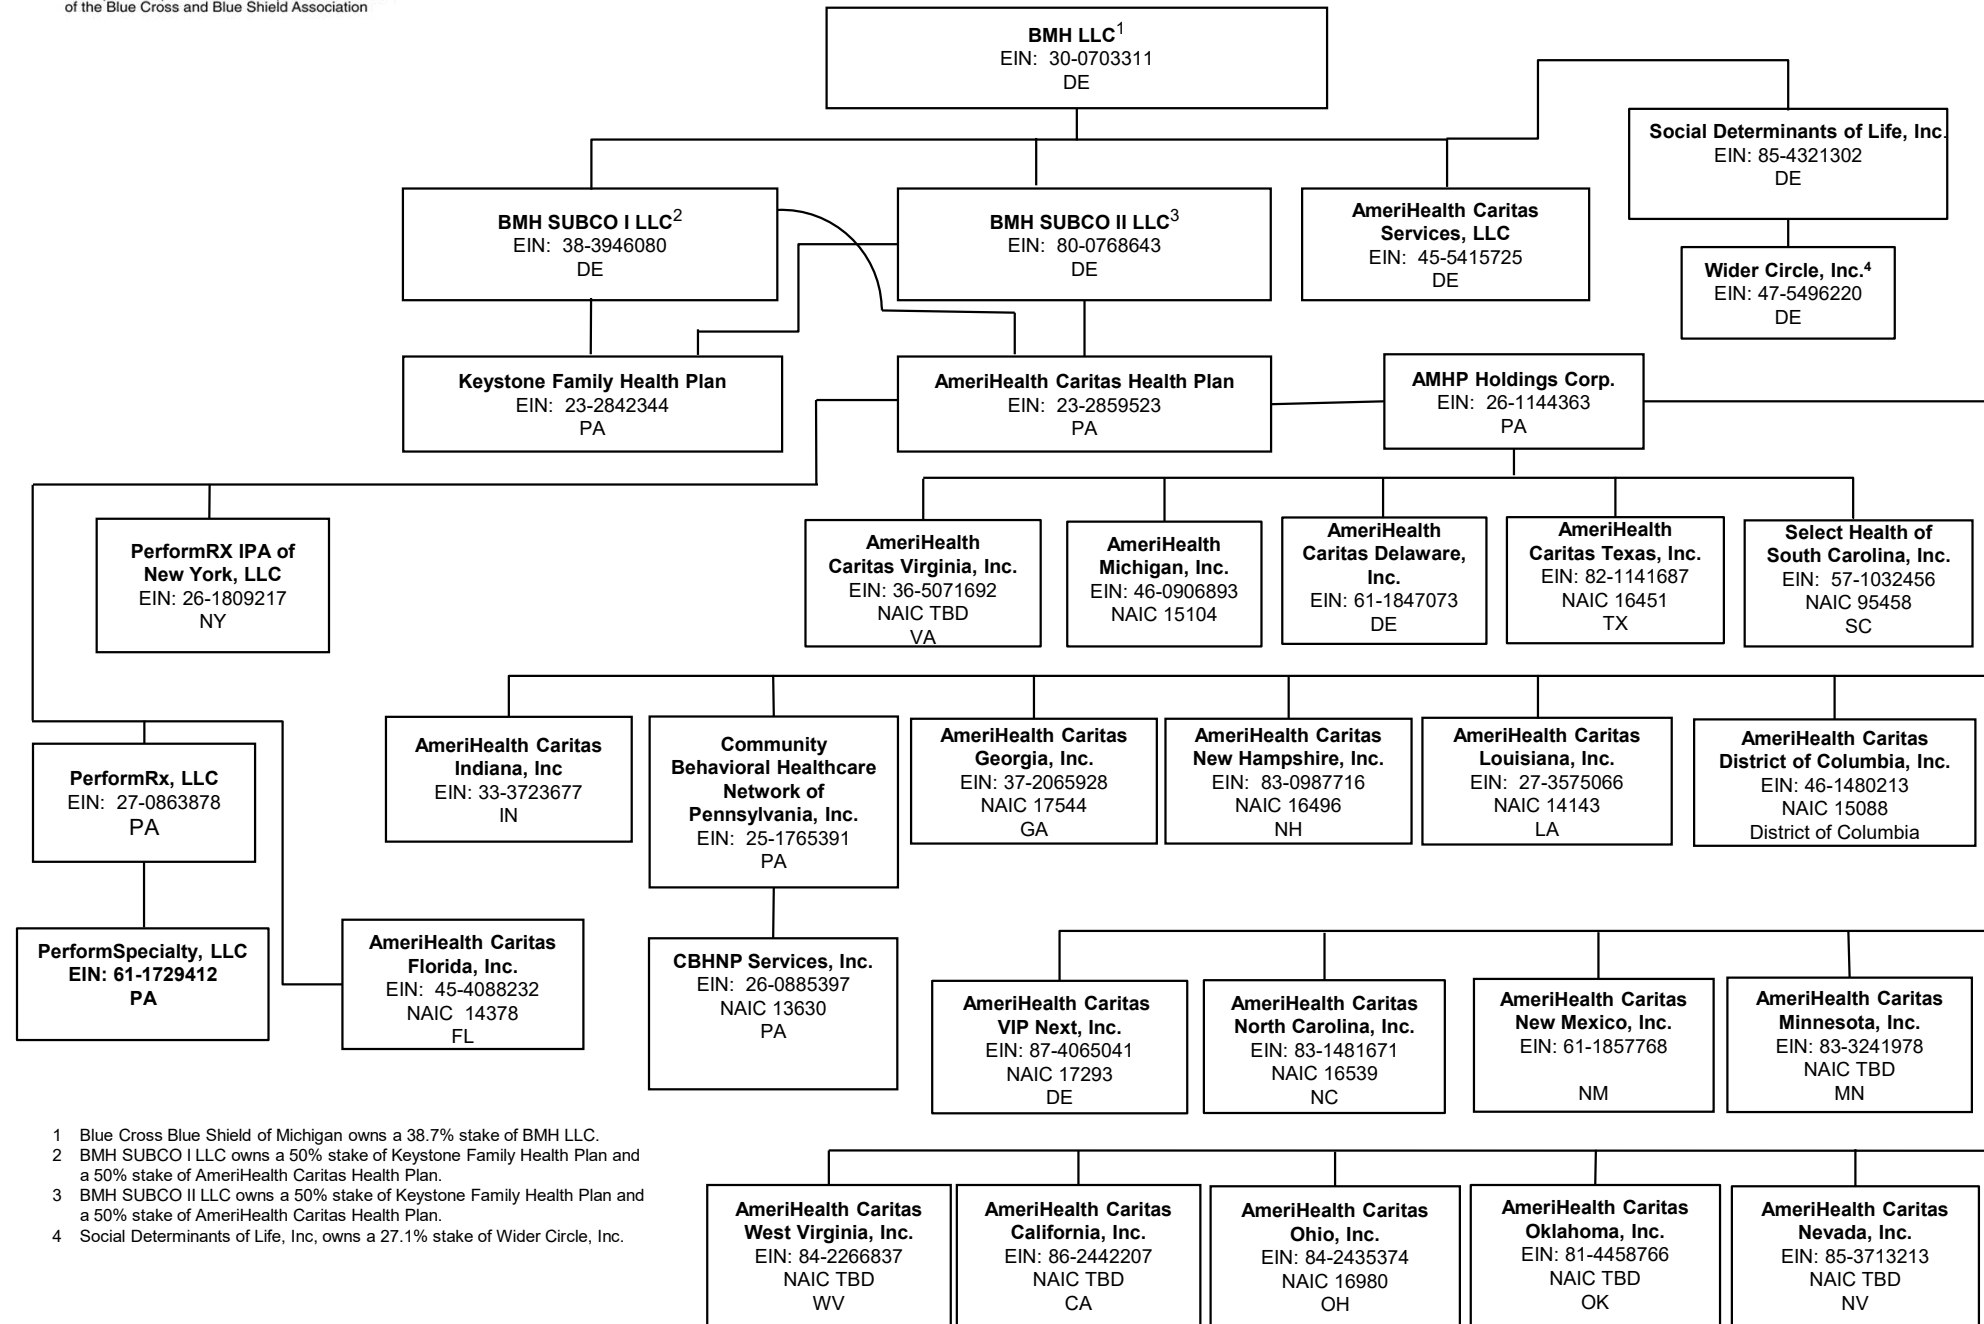 of the Blue Cross and Blue Shield Association
BMH LLC1
EIN: 30-0703311
DE
Social Determinants of Life, Inc.
EIN: 85-4321302
DE
BMH SUBCO I LLC2
EIN: 38-3946080
DE
BMH SUBCO II LLC3
EIN: 80-0768643
DE
AmeriHealth Caritas
Services, LLC
EIN: 45-5415725
DE
Wider Circle, Inc.4
EIN: 47-5496220
DE
Keystone Family Health Plan
EIN: 23-2842344
PA
AmeriHealth Caritas Health Plan
EIN: 23-2859523
PA
AMHP Holdings Corp.
EIN: 26-1144363
PA
PerformRX IPA of
New York, LLC
EIN: 26-1809217
NY
AmeriHealth
Caritas Virginia, Inc.
EIN: 36-5071692
NAIC TBD
VA
AmeriHealth
Michigan, Inc.
EIN: 46-0906893
NAIC 15104
AmeriHealth
Caritas Delaware,
Inc.
EIN: 61-1847073
DE
AmeriHealth
Caritas Texas, Inc.
EIN: 82-1141687
NAIC 16451
TX
Select Health of
South Carolina, Inc.
EIN: 57-1032456
NAIC 95458
SC
PerformRx, LLC
EIN: 27-0863878
PA
AmeriHealth Caritas
Indiana, Inc
EIN: 33-3723677
IN
Community
Behavioral Healthcare
Network of
Pennsylvania, Inc.
EIN: 25-1765391
PA
AmeriHealth Caritas
Georgia, Inc.
EIN: 37-2065928
NAIC 17544
GA
AmeriHealth Caritas
New Hampshire, Inc.
EIN: 83-0987716
NAIC 16496
NH
AmeriHealth Caritas
Louisiana, Inc.
EIN: 27-3575066
NAIC 14143
LA
AmeriHealth Caritas
District of Columbia, Inc.
EIN: 46-1480213
NAIC 15088
District of Columbia
PerformSpecialty, LLC
EIN: 61-1729412
PA
AmeriHealth Caritas
Florida, Inc.
EIN: 45-4088232
NAIC 14378
FL
CBHNP Services, Inc.
EIN: 26-0885397
NAIC 13630
PA
AmeriHealth Caritas
VIP Next, Inc.
EIN: 87-4065041
NAIC 17293
DE
AmeriHealth Caritas
North Carolina, Inc.
EIN: 83-1481671
NAIC 16539
NC
AmeriHealth Caritas
New Mexico, Inc.
EIN: 61-1857768
NM
AmeriHealth Caritas
Minnesota, Inc.
EIN: 83-3241978
NAIC TBD
MN
1 Blue Cross Blue Shield of Michigan owns a 38.7% stake of BMH LLC.
2 BMH SUBCO I LLC owns a 50% stake of Keystone Family Health Plan and
a 50% stake of AmeriHealth Caritas Health Plan.
3 BMH SUBCO II LLC owns a 50% stake of Keystone Family Health Plan and
a 50% stake of AmeriHealth Caritas Health Plan.
4 Social Determinants of Life, Inc, owns a 27.1% stake of Wider Circle, Inc.
AmeriHealth Caritas
West Virginia, Inc.
EIN: 84-2266837
NAIC TBD
WV
AmeriHealth Caritas
California, Inc.
EIN: 86-2442207
NAIC TBD
CA
AmeriHealth Caritas
Ohio, Inc.
EIN: 84-2435374
NAIC 16980
OH
AmeriHealth Caritas
Oklahoma, Inc.
EIN: 81-4458766
NAIC TBD
OK
AmeriHealth Caritas
Nevada, Inc.
EIN: 85-3713213
NAIC TBD
NV